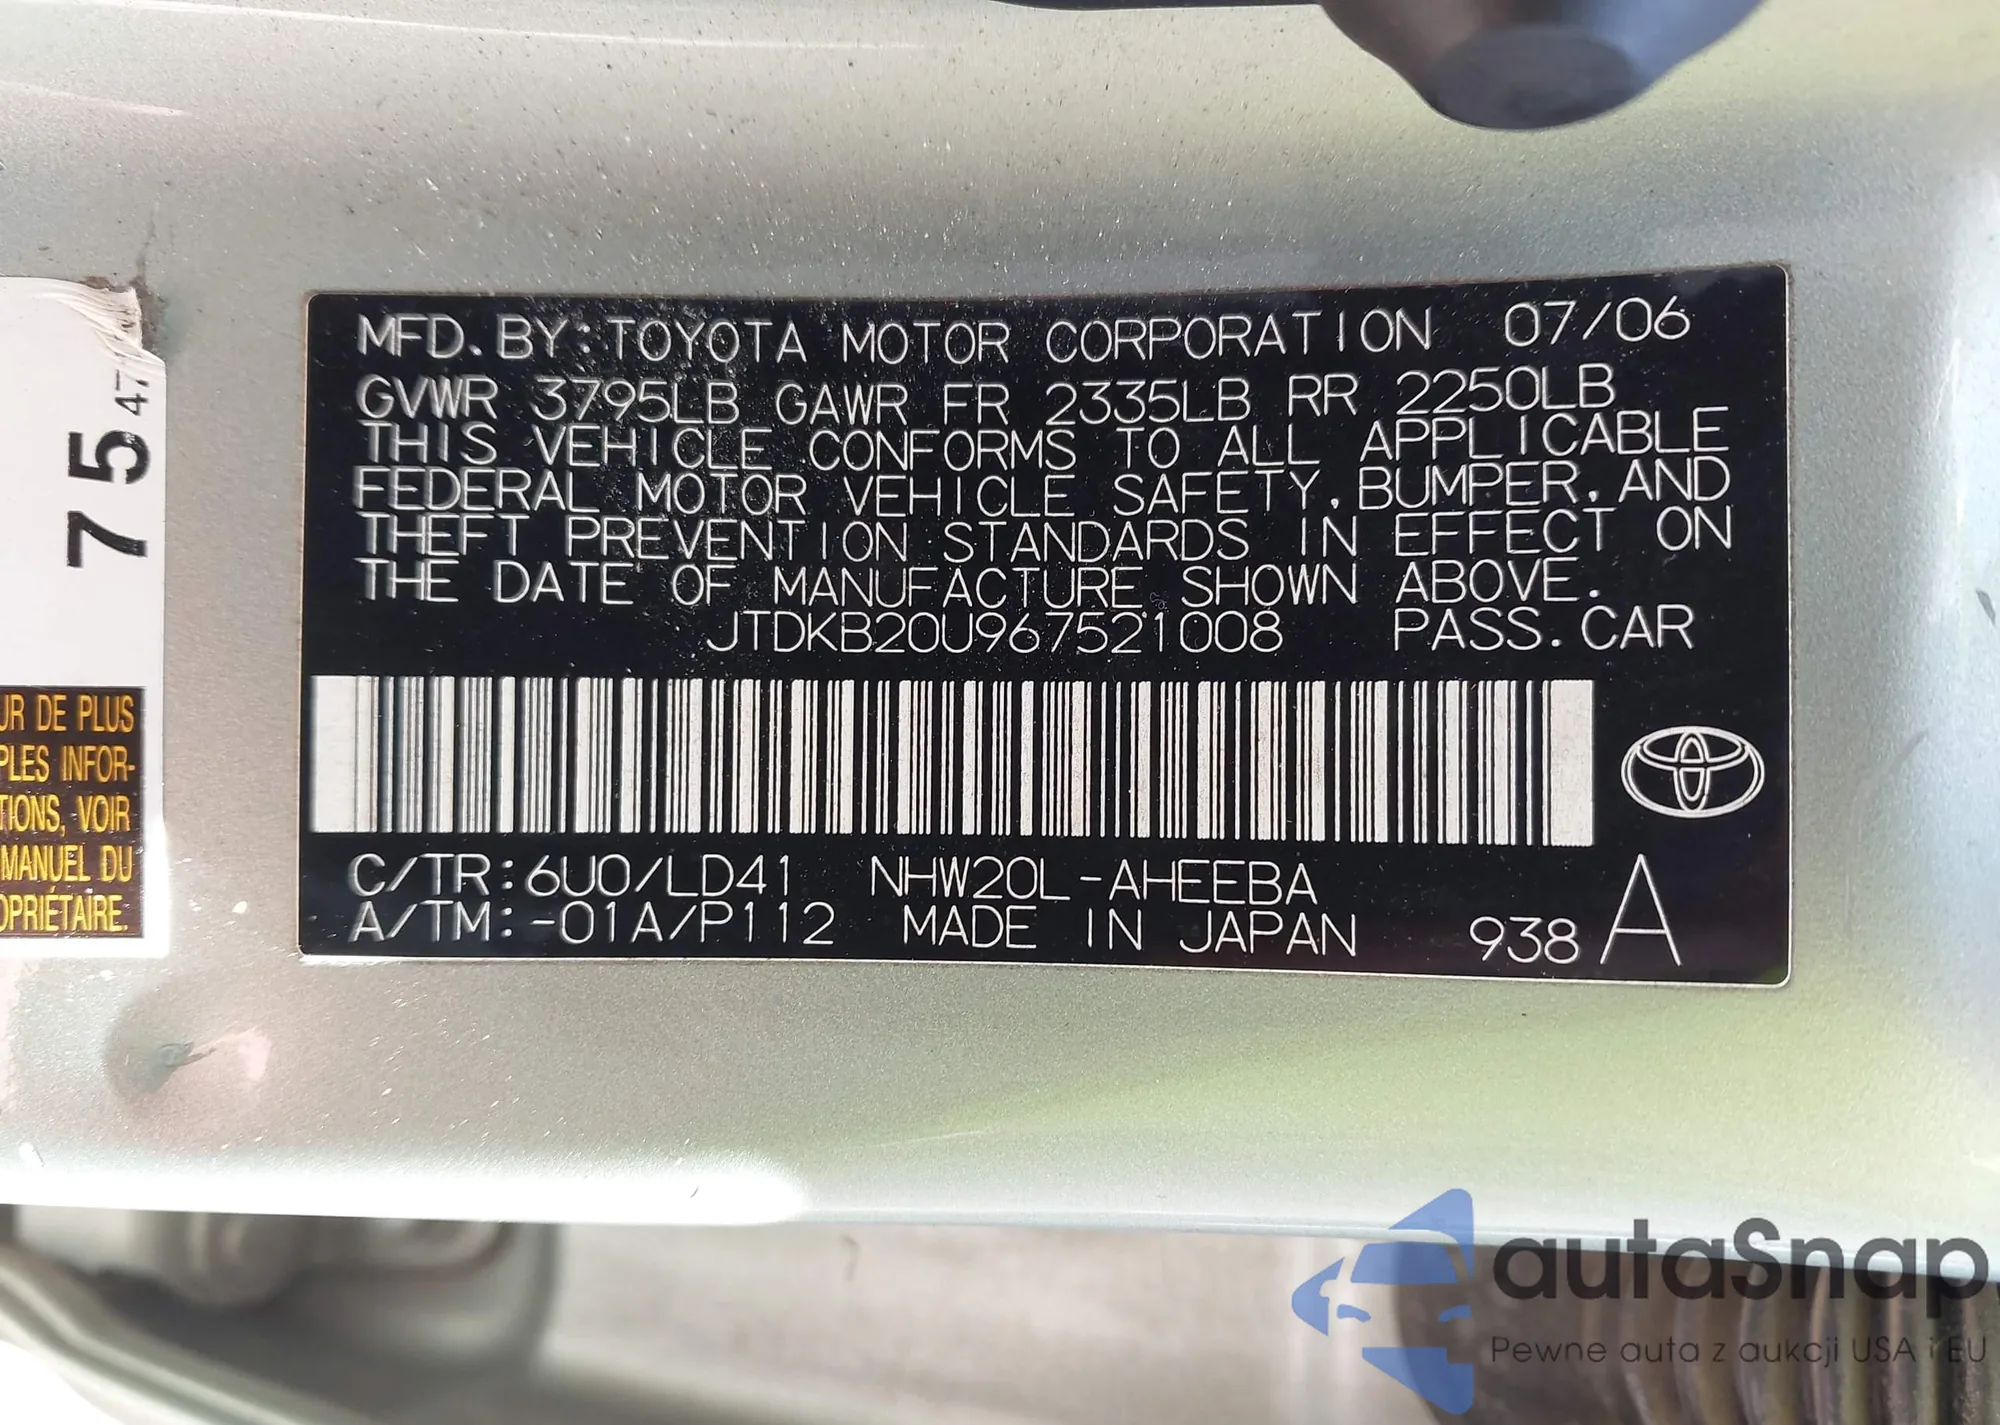 MFD. BY: TOYOTA MOTOR CORPORATION 07/06
GVWR 3795LB GAWR FR 2335LB RR 2250LB
THIS VEHICLE CONFORMS TO ALL APPLICABLE
FEDERAL MOTOR VEHICLE SAFETY, BUMPER, AND
THEFT PREVENTION STANDARDS IN EFFECT ON
THE DATE OF MANUFACTURE SHOWN ABOVE.
JTDKB20U967521008 PASS. CAR
C/TR: 6U0/LD41 NHW20L-AHEEBA
A/TM: -01A/P112 MADE IN JAPAN 938 A
75 47
UR DE PLUS
PLES INFOR-
TIONS, VOIR
MANUEL DU
OPRIÉTAIRE.
autaSnap
Pewne auta z aukcji USA i EU